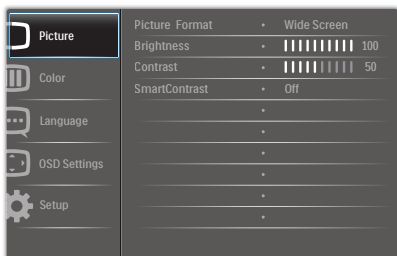 Picture
Color
Language
OSD Settings
Setup
Picture Format • Wide Screen
Brightness • 100
Contrast • 50
SmartContrast • Off
•
•
•
•
•
•